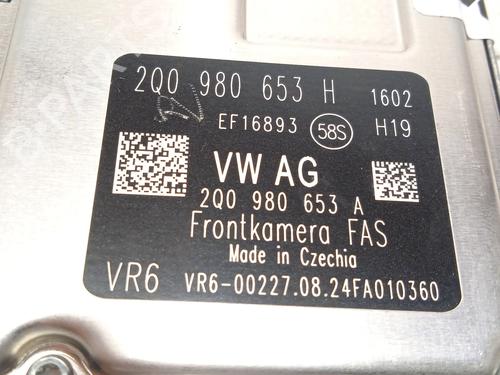 2Q0 980 653 H 1602
EF16893 58S H19
VW AG
2Q0 980 653 A
Frontkamera FAS
Made in Czechia
VR6 VR6-00227.08.24FA010360